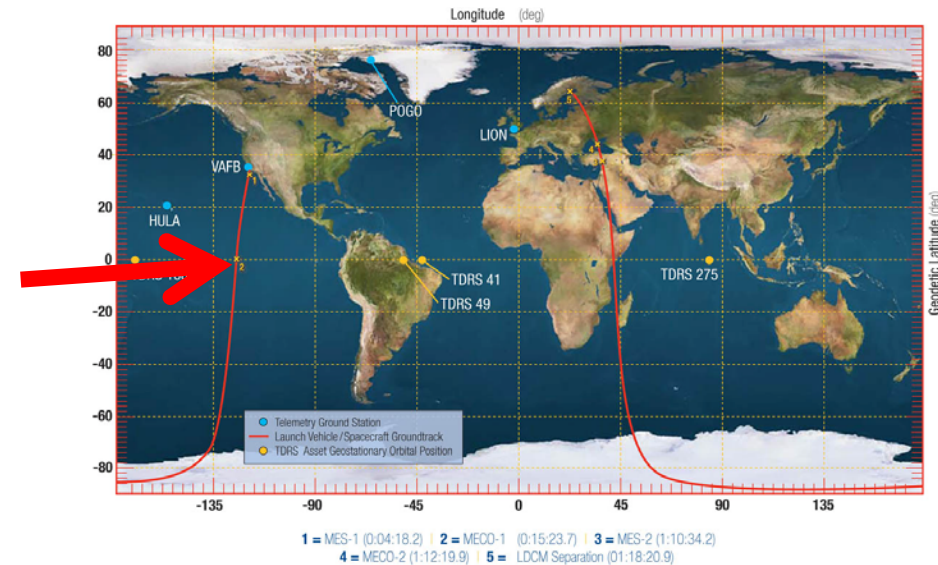 Longitude (deg)
80
60
40
20
0
-20
-40
-60
-80
POGO
LION
VAFB
1
HULA
2
TDRS 41
TDRS 49
TDRS 275
5
4
Geodetic Latitude (deg)
Telemetry Ground Station
Launch Vehicle/Spacecraft Groundtrack
TDRS Asset Geostationary Orbital Position
-135 -90 -45 0 45 90 135
1 = MES-1 (0:04:18.2) | 2 = MECO-1 (0:15:23.7) | 3 = MES-2 (1:10:34.2)
4 = MECO-2 (1:12:19.9) | 5 = LDCM Separation (01:18:20.9)